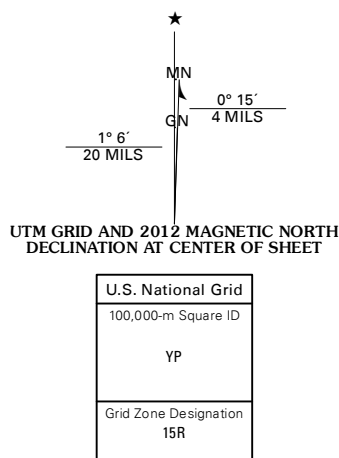 ★
MN
0° 15´
4 MILS
GN
1° 6´
20 MILS
UTM GRID AND 2012 MAGNETIC NORTH
DECLINATION AT CENTER OF SHEET
U.S. National Grid
100,000-m Square ID
YP
Grid Zone Designation
15R